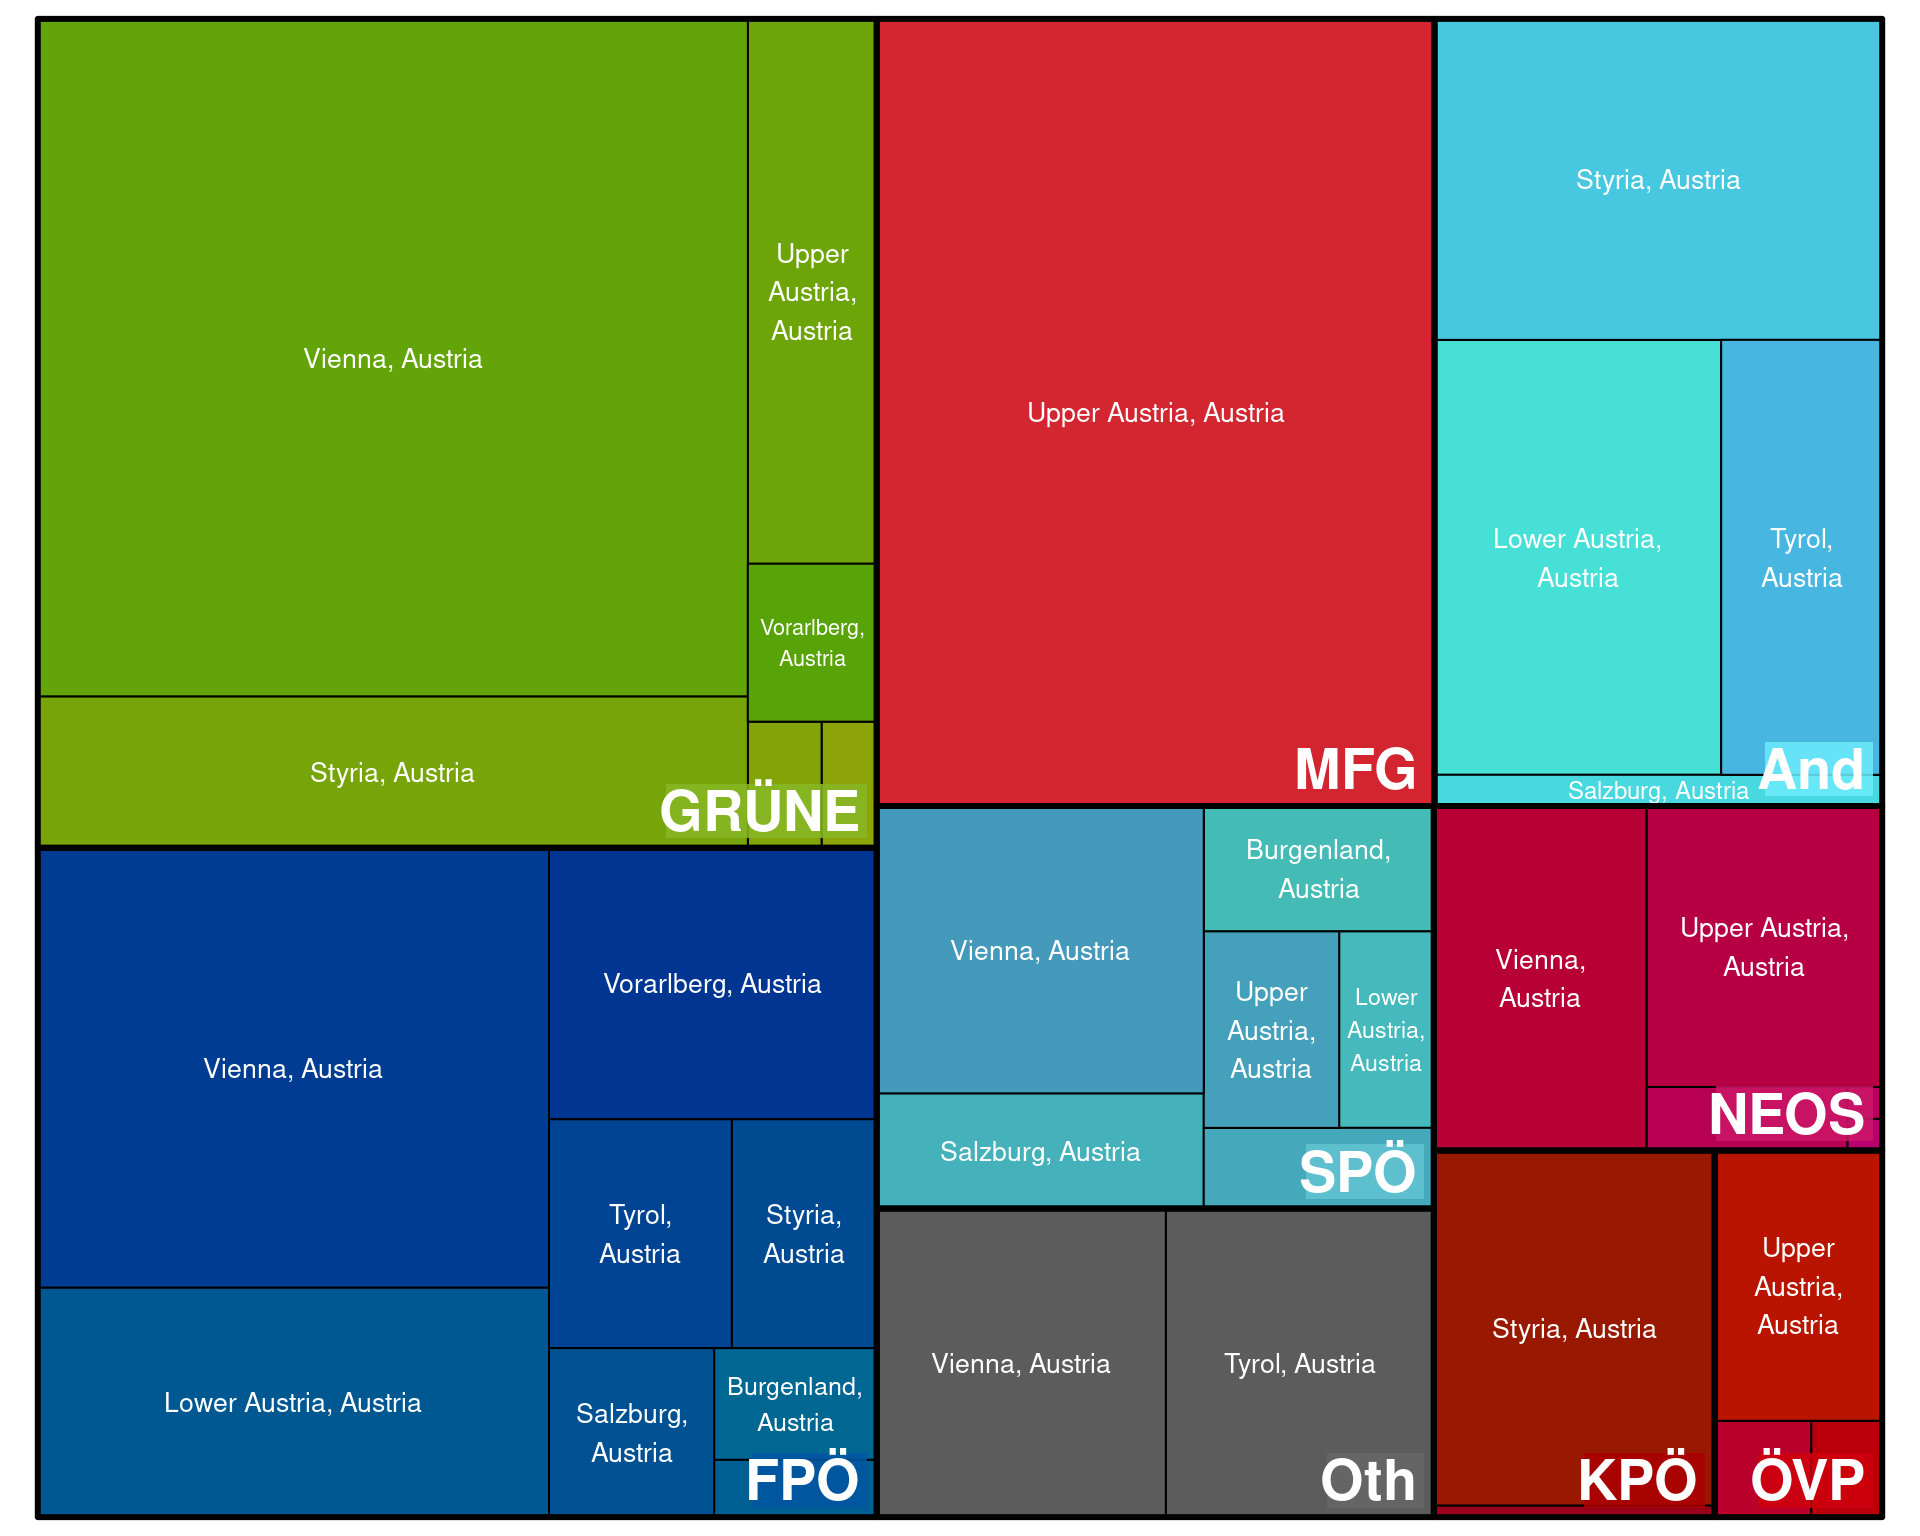 Vienna, Austria
Upper
Austria,
Austria
Vorarlberg,
Austria
Styria, Austria
GRÜNE
Upper Austria, Austria
MFG
Styria, Austria
Lower Austria,
Austria
Tyrol,
Austria
Salzburg, Austria
And
Vienna, Austria
Vorarlberg, Austria
Tyrol,
Austria
Styria,
Austria
Lower Austria, Austria
Salzburg,
Austria
Burgenland,
Austria
FPÖ
Vienna, Austria
Burgenland,
Austria
Upper
Austria,
Austria
Lower
Austria,
Austria
Salzburg, Austria
SPÖ
Vienna,
Austria
Upper Austria,
Austria
NEOS
Vienna, Austria
Tyrol, Austria
Oth
Styria, Austria
KPÖ
Upper
Austria,
Austria
ÖVP